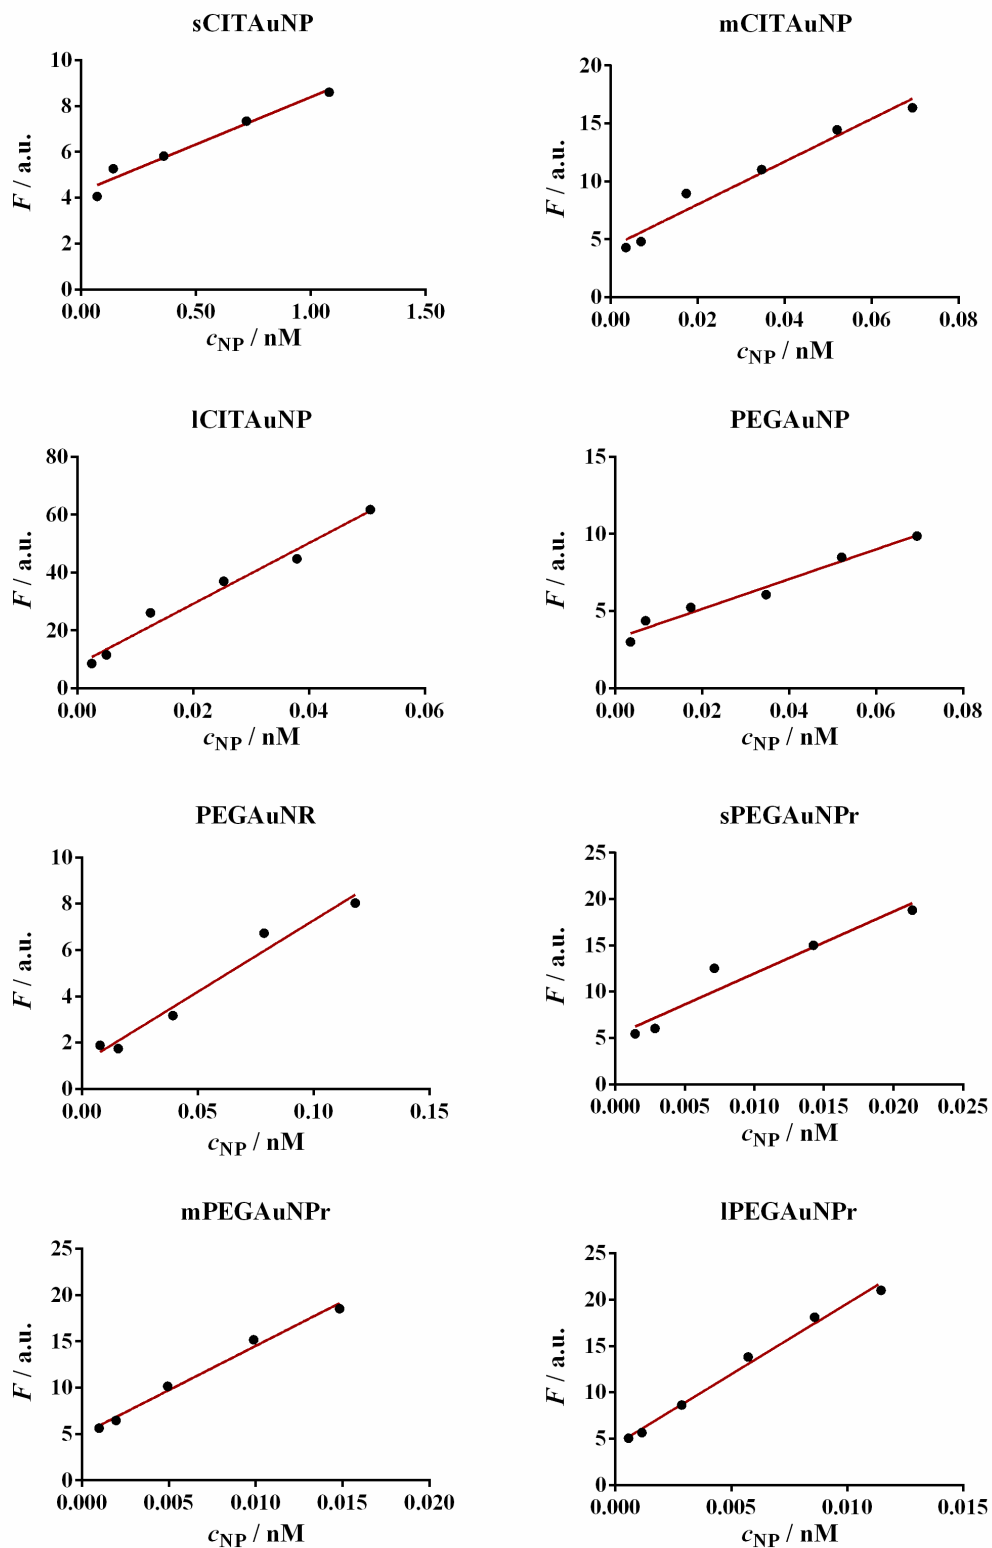 sCITAuNP
10
8
6
4
2
0
F / a.u.
0.00 0.50 1.00 1.50
cNP / nM
mCITAuNP
20
15
10
5
0
F / a.u.
0.00 0.02 0.04 0.06 0.08
cNP / nM
lCITAuNP
80
60
40
20
0
F / a.u.
0.00 0.02 0.04 0.06
cNP / nM
PEGAuNP
15
10
5
0
F / a.u.
0.00 0.02 0.04 0.06 0.08
cNP / nM
PEGAuNR
10
8
6
4
2
0
F / a.u.
0.00 0.05 0.10 0.15
cNP / nM
sPEGAuNPr
25
20
15
10
5
0
F / a.u.
0.000 0.005 0.010 0.015 0.020 0.025
cNP / nM
mPEGAuNPr
25
20
15
10
5
0
F / a.u.
0.000 0.005 0.010 0.015 0.020
cNP / nM
lPEGAuNPr
25
20
15
10
5
0
F / a.u.
0.000 0.005 0.010 0.015
cNP / nM